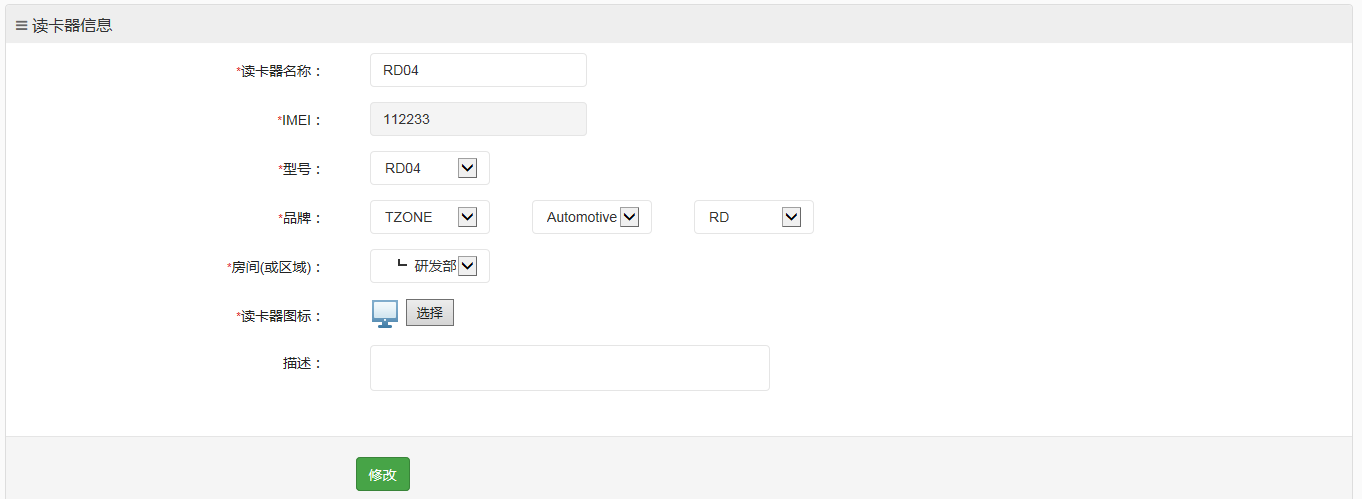 读卡器信息
*读卡器名称： RD04
*IMEI： 112233
*型号： RD04
*品牌： TZONE Automotive RD
*房间(或区域)： ┗ 研发部
*读卡器图标： 选择
描述：
修改